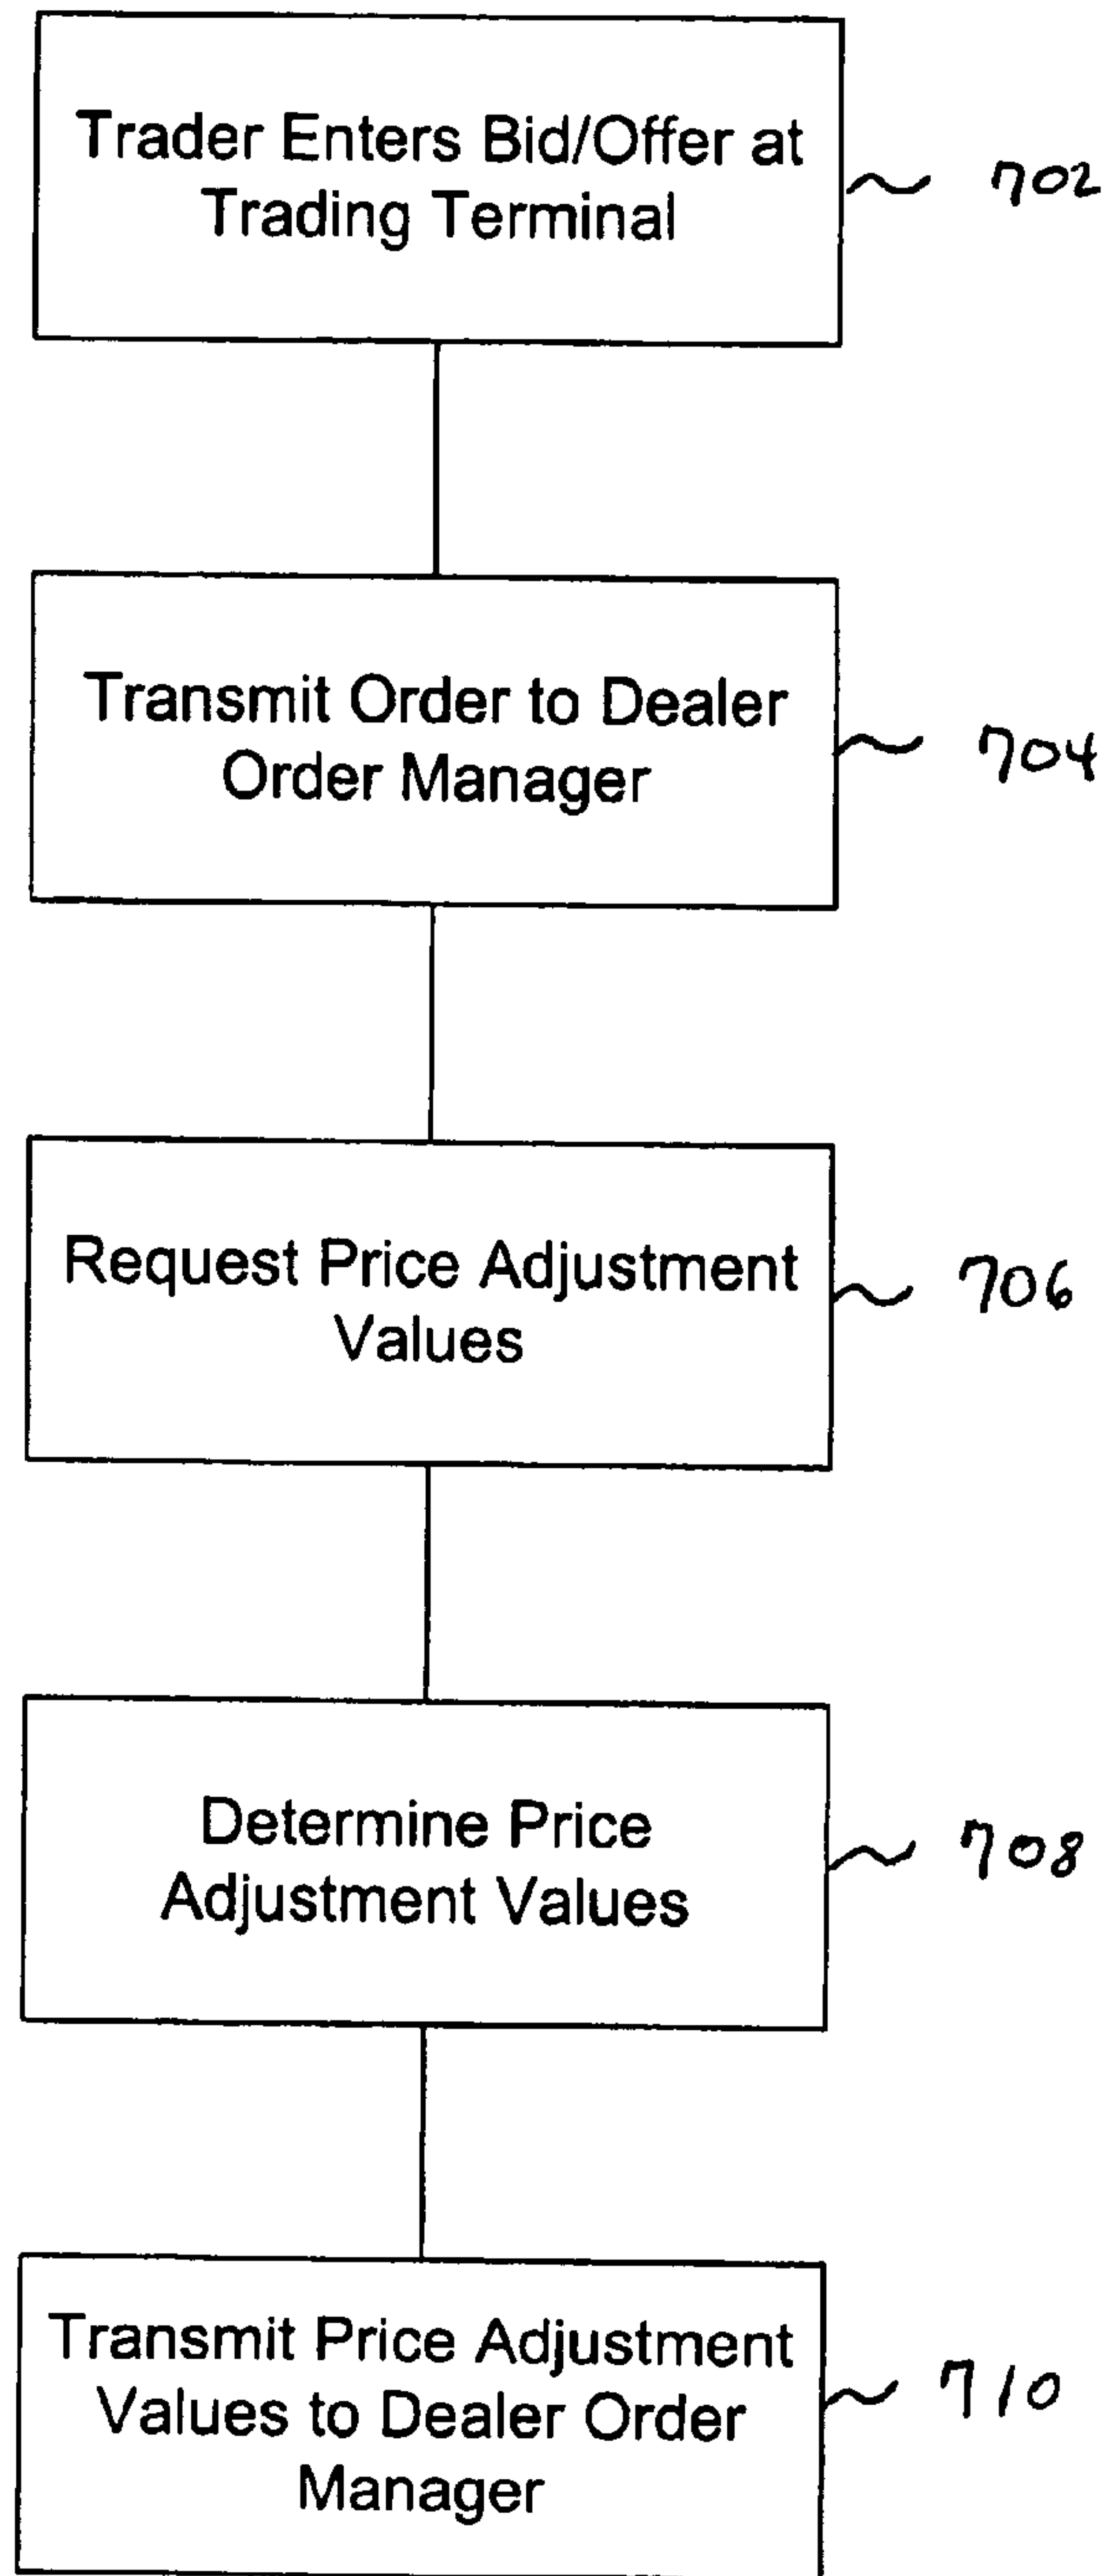 Trader Enters Bid/Offer at
Trading Terminal
702
Transmit Order to Dealer
Order Manager
704
Request Price Adjustment
Values
706
Determine Price
Adjustment Values
708
Transmit Price Adjustment
Values to Dealer Order
Manager
710